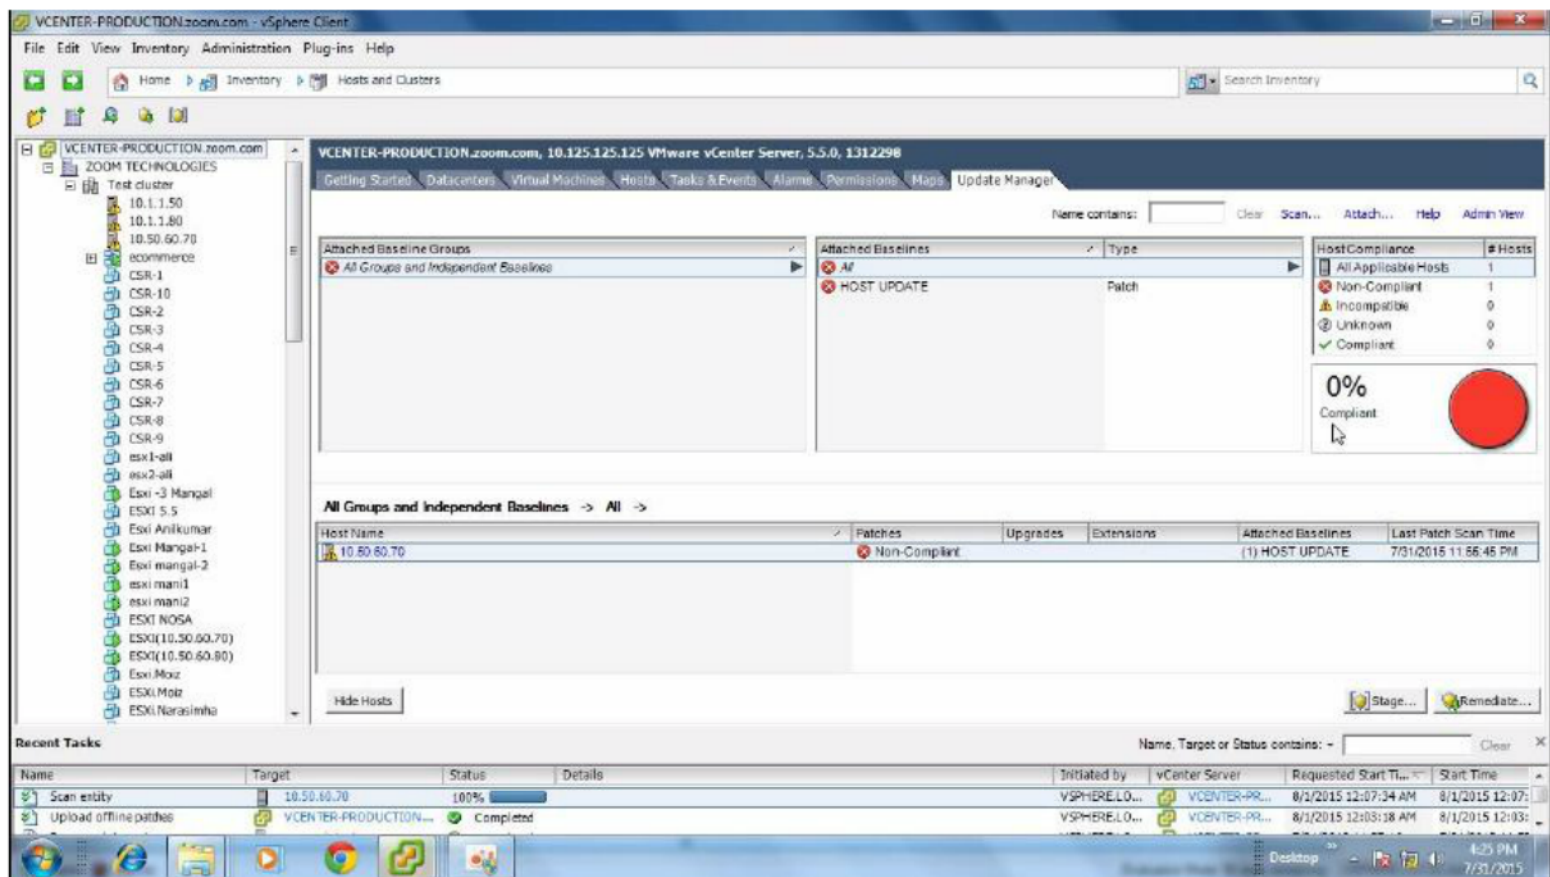 VCENTER-PRODUCTION.zoom.com - vSphere Client
File Edit View Inventory Administration Plug-ins Help
Home Inventory Hosts and Clusters
Search Inventory
VCENTER-PRODUCTION.zoom.com
ZOOM TECHNOLOGIES
Test cluster
10.1.1.50
10.1.1.80
10.50.60.70
ecommerce
CSR-1
CSR-10
CSR-2
CSR-3
CSR-4
CSR-5
CSR-6
CSR-7
CSR-8
CSR-9
esx1-ali
esx2-ali
Esxi -3 Mangal
ESXI 5.5
Esxi Anilkumar
Esxi Mangal-1
Esxi mangal-2
esxi mani1
esxi mani2
ESXI NOSA
ESXI(10.50.60.70)
ESXI(10.50.60.80)
Esxi.Moiz
ESXi.Moiz
ESXi.Narasimha
VCENTER-PRODUCTION.zoom.com, 10.125.125.125 VMware vCenter Server, 5.5.0, 1312298
Getting Started Datacenters Virtual Machines Hosts Tasks & Events Alarms Permissions Maps Update Manager
Name contains: Clear Scan... Attach... Help Admin View
Attached Baseline Groups
All Groups and Independent Baselines
Attached Baselines Type
All
HOST UPDATE Patch
Host Compliance # Hosts
All Applicable Hosts 1
Non-Compliant 1
Incompatible 0
Unknown 0
Compliant 0
0%
Compliant
All Groups and Independent Baselines -> All ->
Host Name Patches Upgrades Extensions Attached Baselines Last Patch Scan Time
10.50.60.70 Non-Compliant (1) HOST UPDATE 7/31/2015 11:55:45 PM
Hide Hosts Stage... Remediate...
Recent Tasks Name, Target or Status contains: Clear
Name Target Status Details Initiated by vCenter Server Requested Start Ti... Start Time
Scan entity 10.50.60.70 100% VSPHERE.LO... VCENTER-PR... 8/1/2015 12:07:34 AM 8/1/2015 12:07:
Upload offline patches VCENTER-PRODUCTION.... Completed VSPHERE.LO... VCENTER-PR... 8/1/2015 12:03:18 AM 8/1/2015 12:03:
Desktop
4:25 PM
7/31/2015